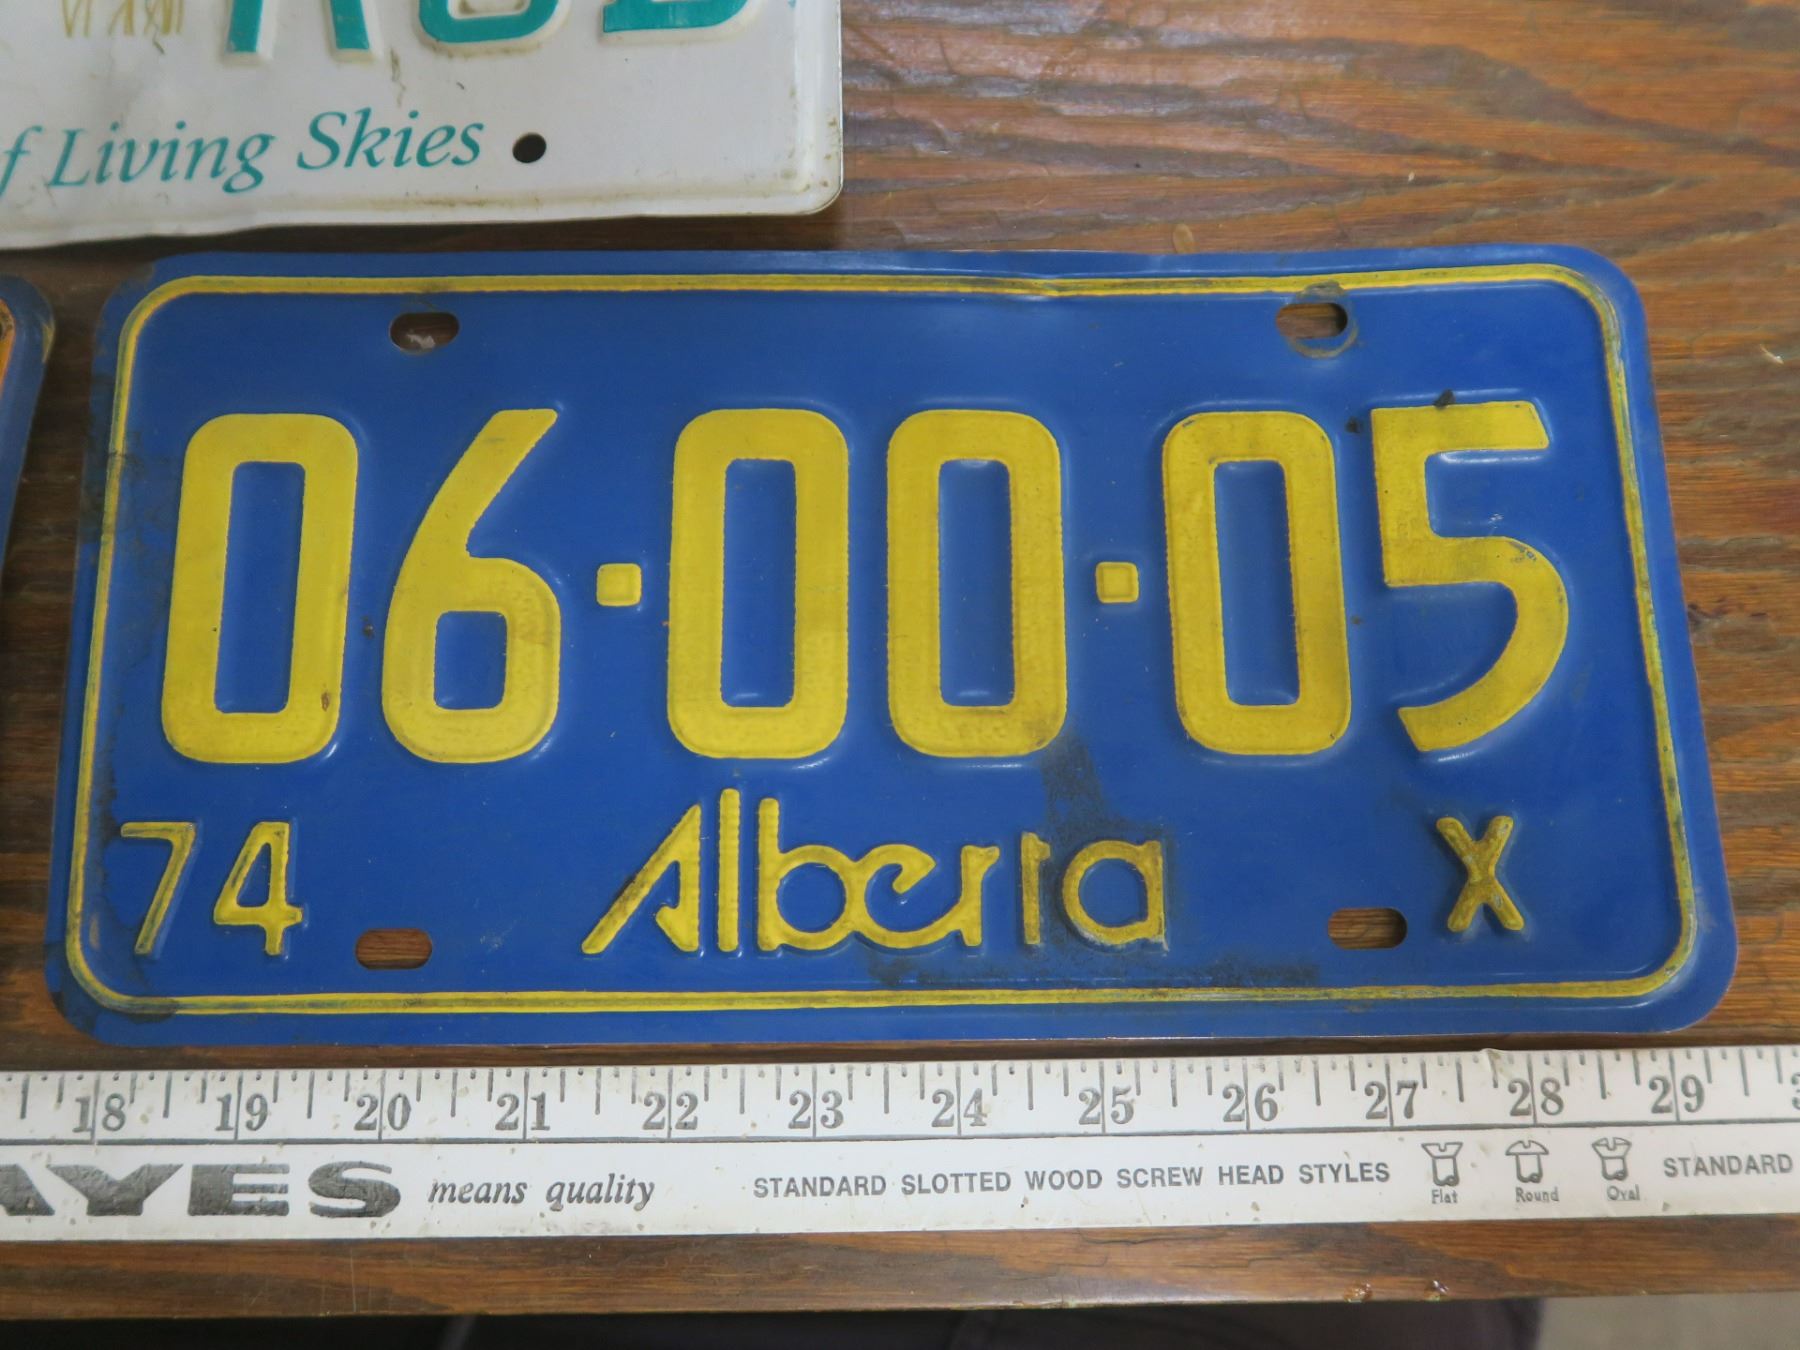 f Living Skies
06·00·05
74 Alberta X
18 19 20 21 22 23 24 25 26 27 28 29
AYES means quality STANDARD SLOTTED WOOD SCREW HEAD STYLES Flat Round Oval STANDARD